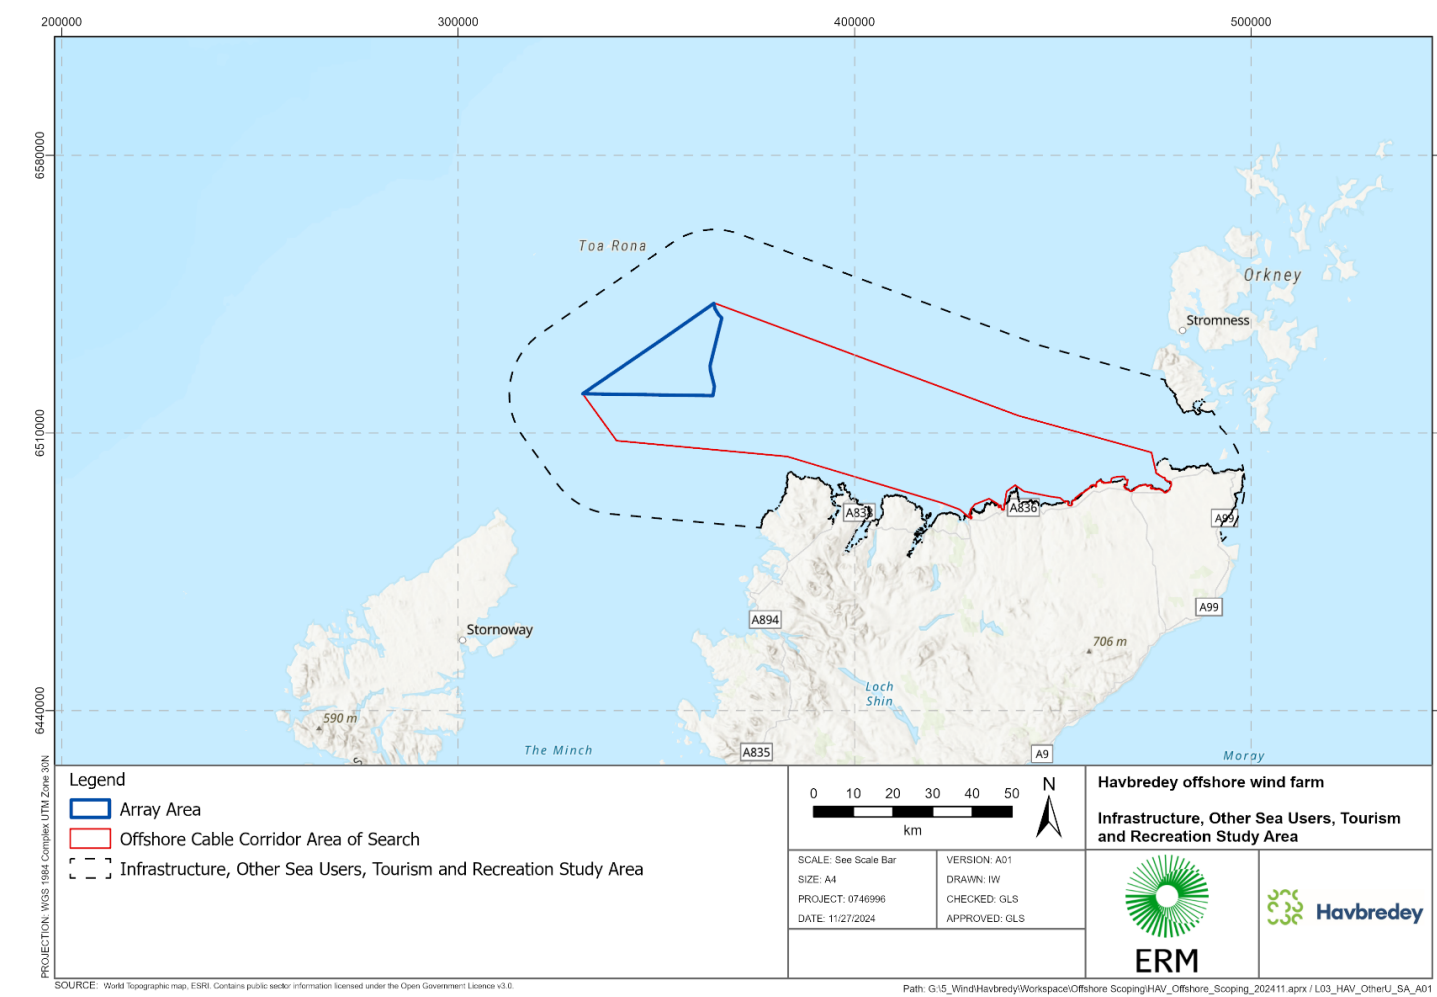 200000
300000
400000
500000
6580000
6510000
6440000
Toa Rona
Orkney
Stromness
A838
A836
A99
A99
A894
Stornoway
706 m
Loch
Shin
590 m
The Minch
A835
A9
Moray
PROJECTION: WGS 1984 Complex UTM Zone 30N
Legend
Array Area
Offshore Cable Corridor Area of Search
Infrastructure, Other Sea Users, Tourism and Recreation Study Area
0 10 20 30 40 50
km
N
SCALE: See Scale Bar
SIZE: A4
PROJECT: 0746996
DATE: 11/27/2024
VERSION: A01
DRAWN: IW
CHECKED: GLS
APPROVED: GLS
Havbredey offshore wind farm
Infrastructure, Other Sea Users, Tourism
and Recreation Study Area
ERM
Havbredey
SOURCE: World Topographic map, ESRI. Contains public sector information licensed under the Open Government Licence v3.0.
Path: G:\5_Wind\Havbredy\Workspace\Offshore Scoping\HAV_Offshore_Scoping_202411.aprx / L03_HAV_OtherU_SA_A01